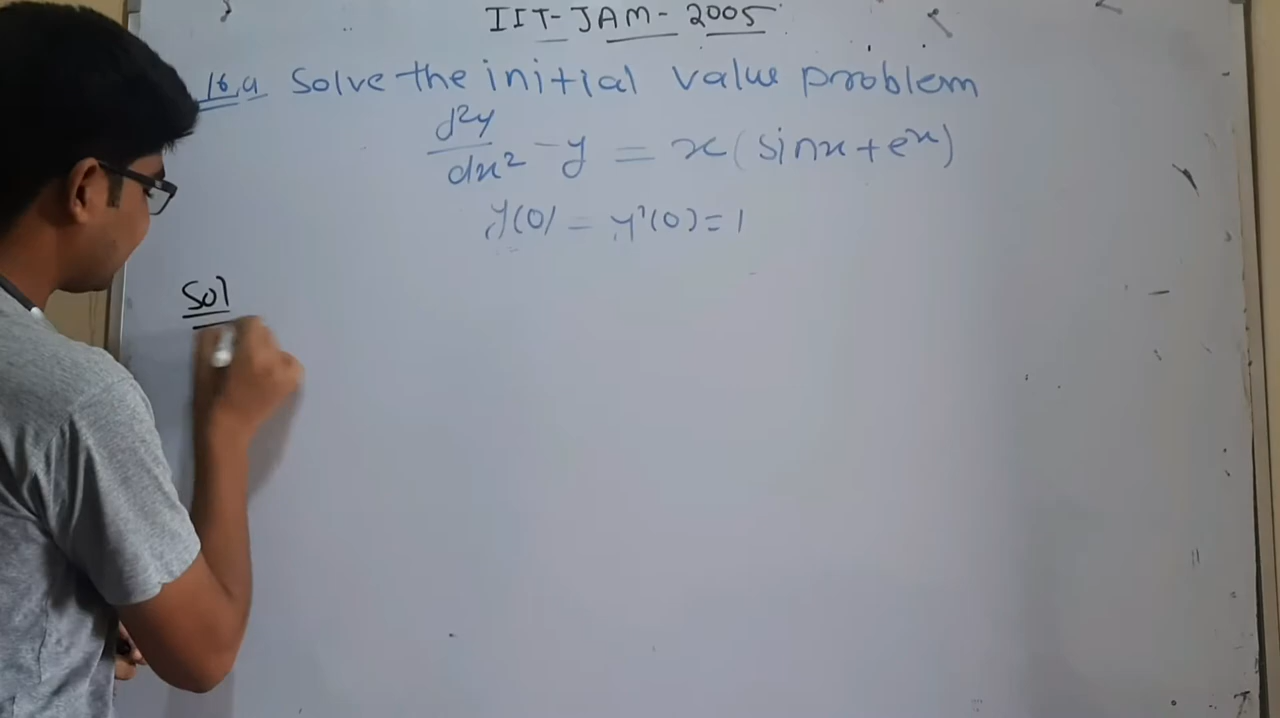 IIT-JAM-2005
16.a Solve the initial value problem
d²y/dx² - y = x(sinx+eˣ)
y(0) = y'(0)=1
Sol